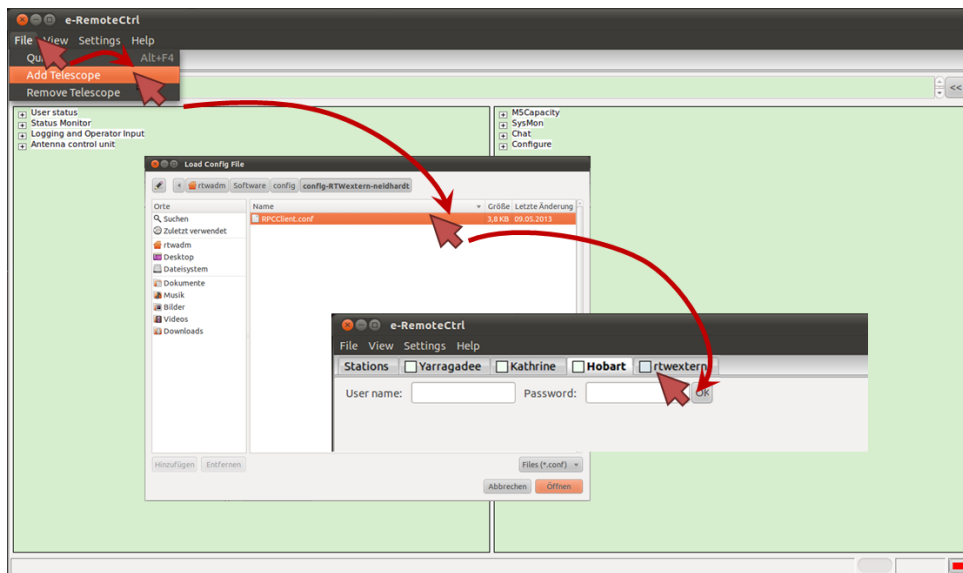 e-RemoteCtrl
File View Settings Help
Alt+F4
Add Telescope
Remove Telescope
<<
User status
Status Monitor
Logging and Operator Input
Antenna control unit
M5Capacity
SysMon
Chat
Configure
Load Config File
rtwadm Software config config-RTWextern-neidhardt
Orte
Suchen
Zuletzt verwendet
rtwadm
Desktop
Dateisystem
Dokumente
Musik
Bilder
Videos
Downloads
Name Größe Letzte Änderung
RPCClient.conf 3,8 KB 09.05.2013
e-RemoteCtrl
File View Settings Help
Stations Yarragadee Kathrine Hobart rtwextern
User name: Password: OK
Hinzufügen Entfernen
Files (*.conf)
Abbrechen Öffnen